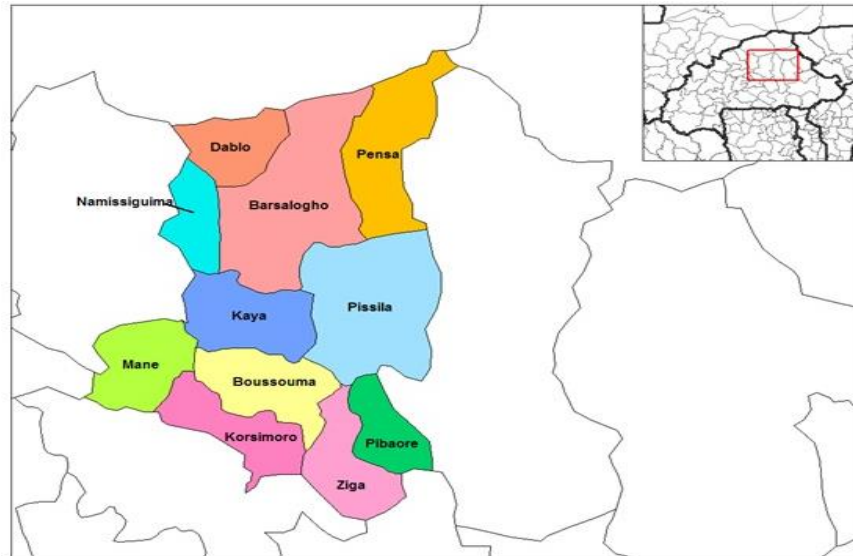 Dablo
Pensa
Namissiguima
Barsalogho
Kaya
Pissila
Mane
Boussouma
Korsimoro
Pibaore
Ziga